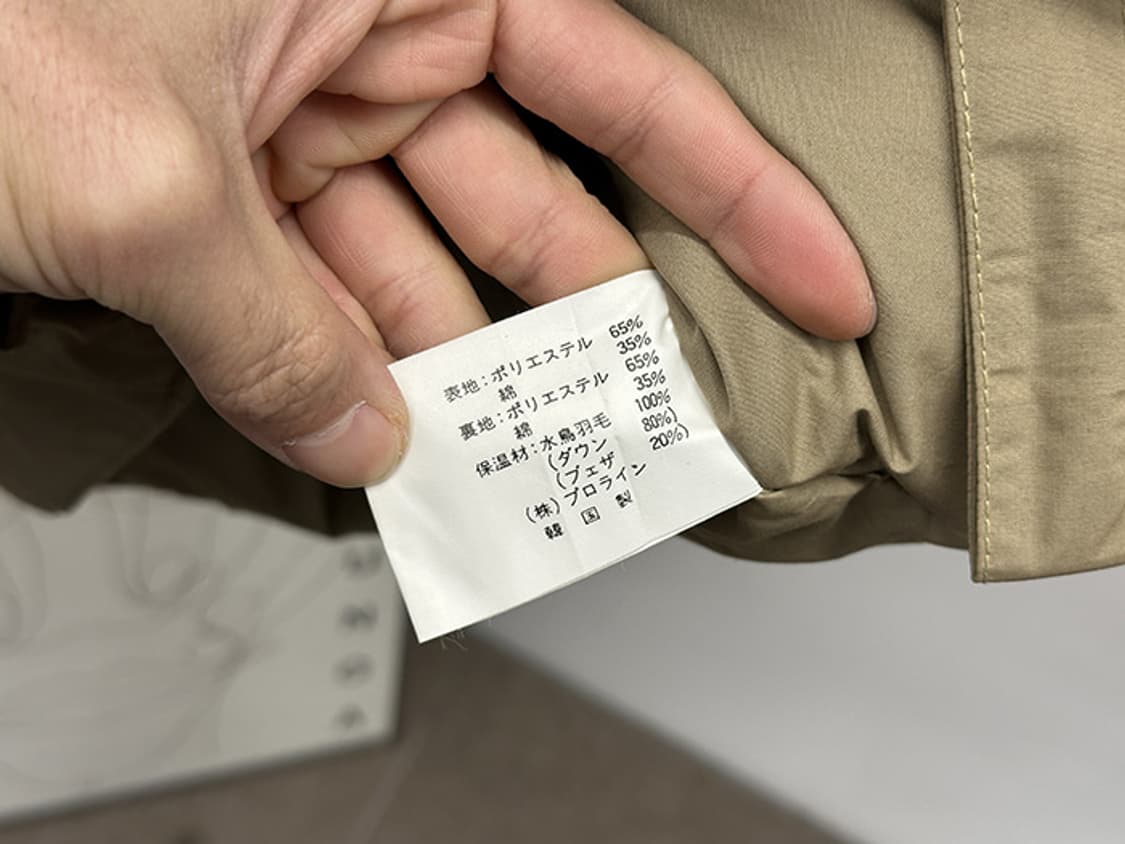 表地:ポリエステル 65%
綿 35%
裏地:ポリエステル 65%
綿 35%
保温材:水鳥羽毛 100%
(ダウン 80%)
(フェザ 20%)
(株)プロライン
韓国製